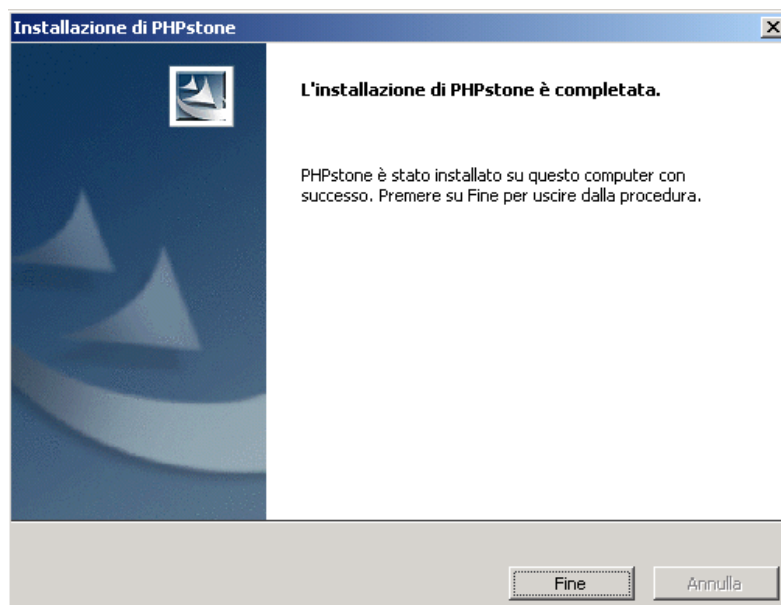 Installazione di PHPstone
L'installazione di PHPstone è completata.
PHPstone è stato installato su questo computer con
successo. Premere su Fine per uscire dalla procedura.
Fine
Annulla